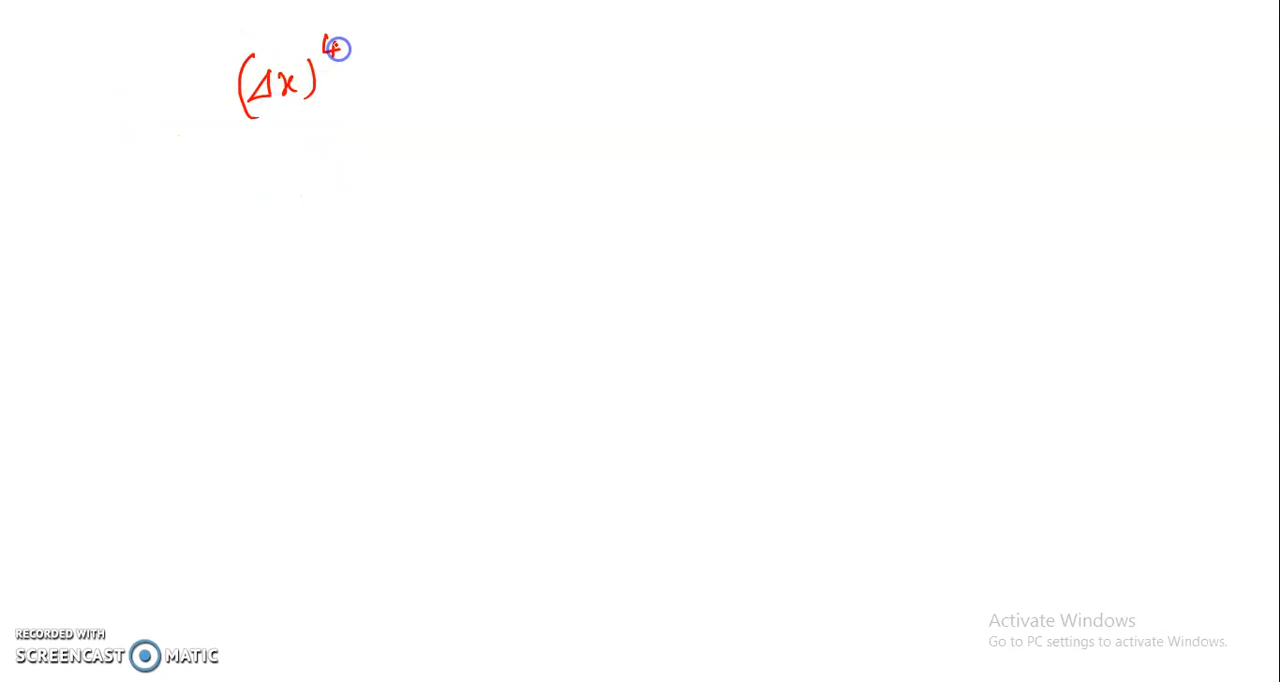 (Δx)⁴
RECORDED WITH
SCREENCAST MATIC
Activate Windows
Go to PC settings to activate Windows.